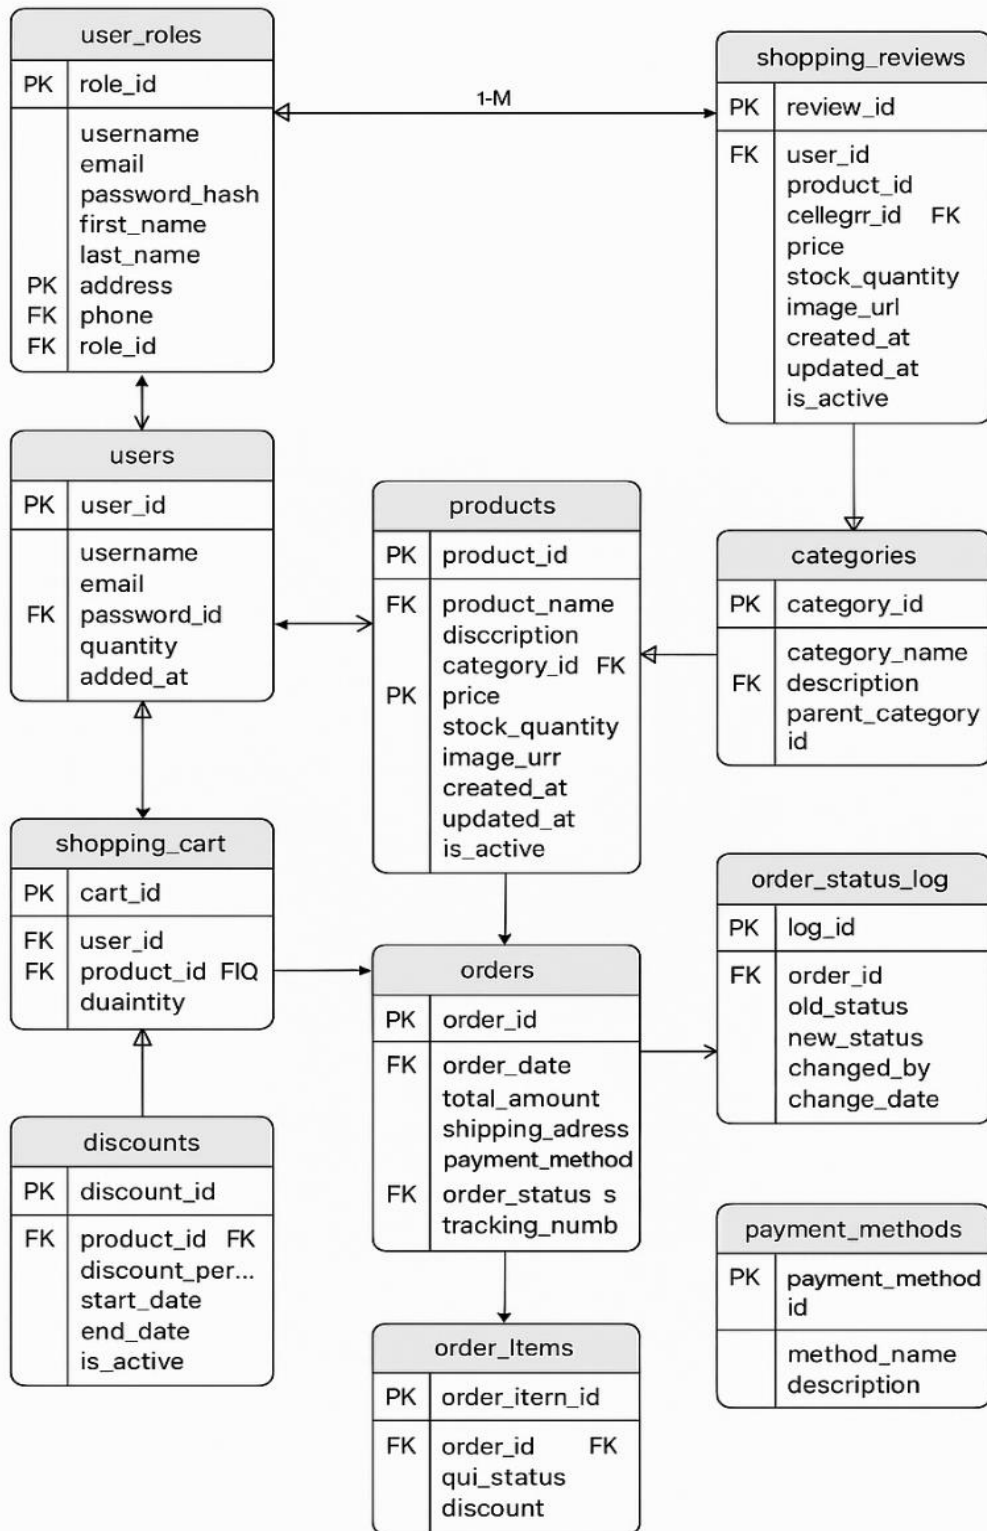 user_roles
PK role_id
username
email
password_hash
first_name
last_name
PK address
FK phone
FK role_id
1-M
shopping_reviews
PK review_id
FK user_id
product_id
cellegrr_id FK
price
stock_quantity
image_url
created_at
updated_at
is_active
users
PK user_id
username
email
FK password_id
quantity
added_at
products
PK product_id
FK product_name
disccription
category_id FK
PK price
stock_quantity
image_urr
created_at
updated_at
is_active
categories
PK category_id
category_name
FK description
parent_category
id
shopping_cart
PK cart_id
FK user_id
FK product_id FIQ
duaintity
orders
PK order_id
FK order_date
total_amount
shipping_adress
payment_method
FK order_status s
tracking_numb
order_status_log
PK log_id
FK order_id
old_status
new_status
changed_by
change_date
discounts
PK discount_id
FK product_id FK
discount_per...
start_date
end_date
is_active
order_Items
PK order_itern_id
FK order_id FK
qui_status
discount
payment_methods
PK payment_method
id
method_name
description